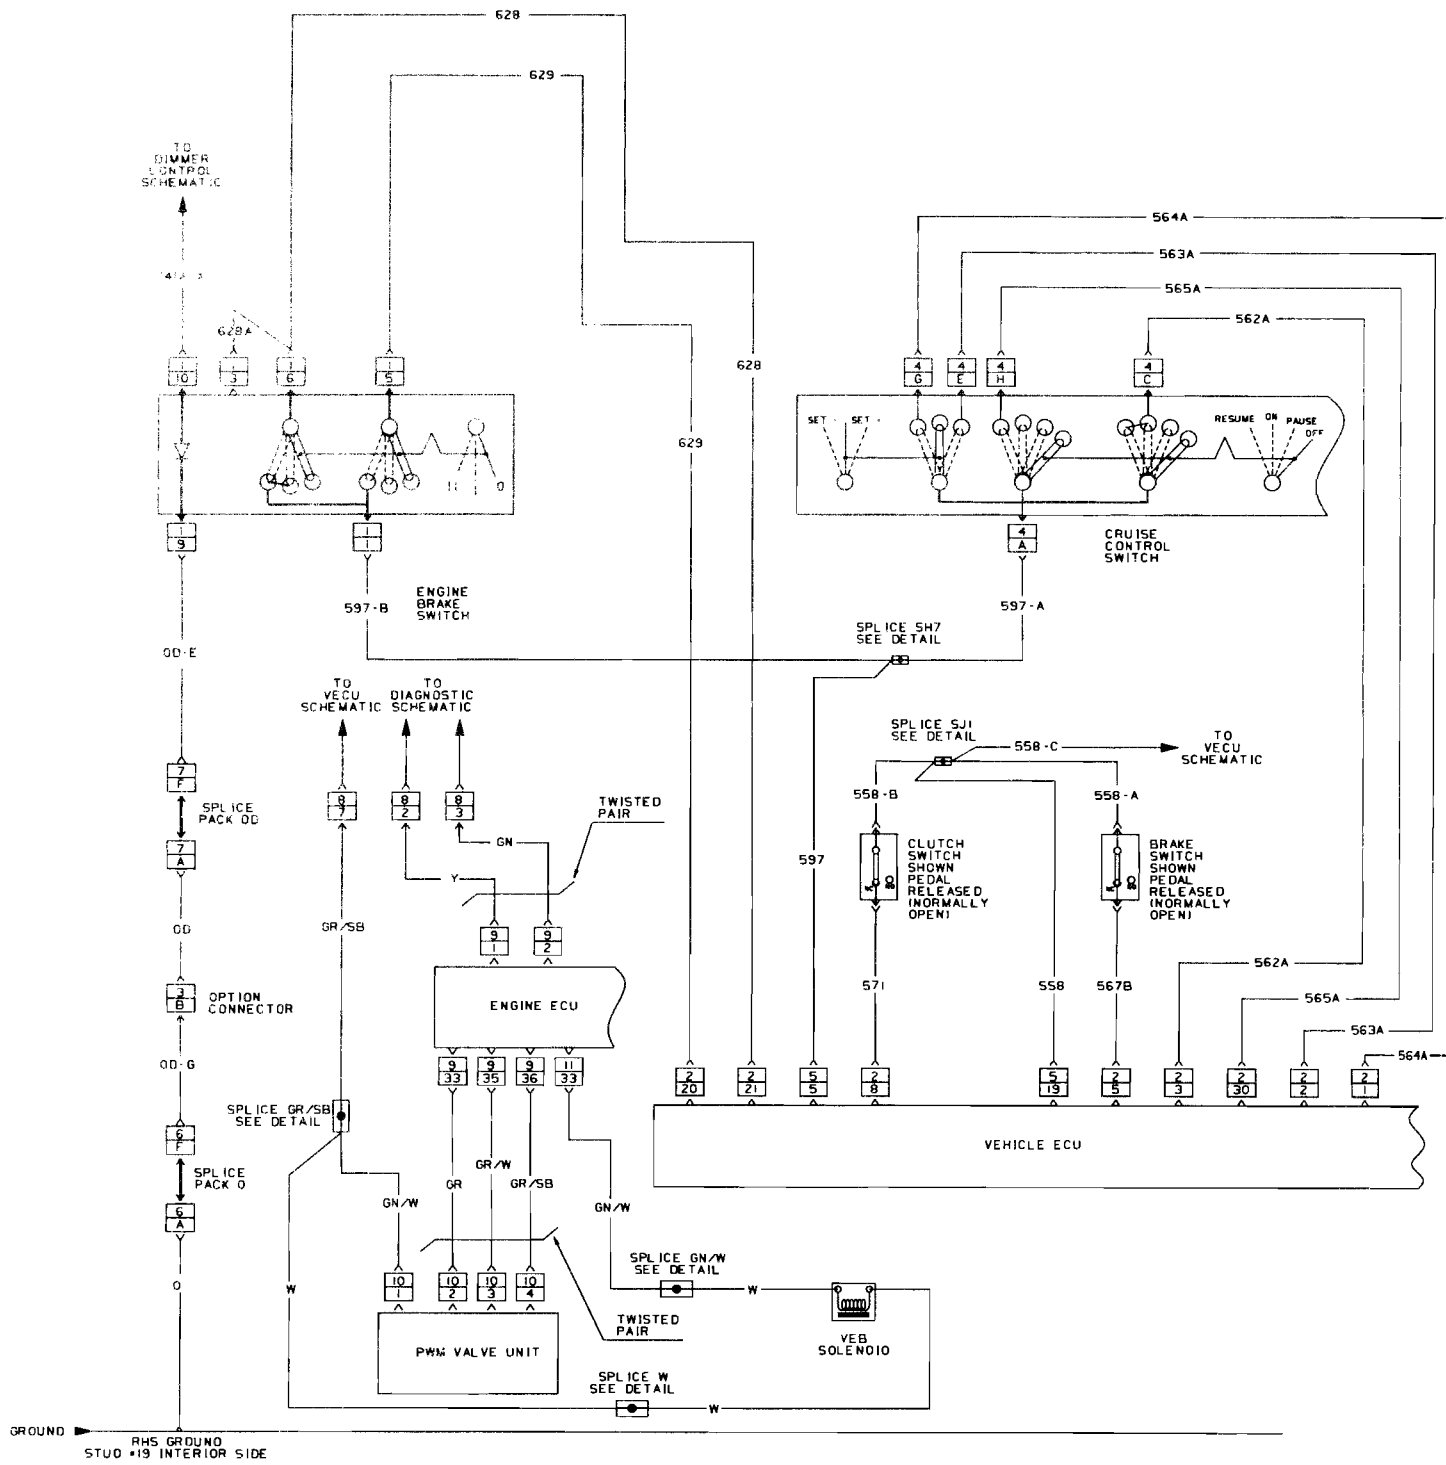 628
629
TO
DIMMER
CONTROL
SCHEMATIC
564A
563A
565A
562A
628A
1
10
1
3
1
6
1
5
4
G
4
E
4
H
4
C
628
629
SET -
SET +
RESUME
ON
PAUSE
OFF
II
0
1
9
1
1
4
A
CRUISE
CONTROL
SWITCH
ENGINE
BRAKE
SWITCH
597-B
597-A
SPLICE SH7
SEE DETAIL
OD-E
TO
VECU
SCHEMATIC
TO
DIAGNOSTIC
SCHEMATIC
SPLICE SJ1
SEE DETAIL
558-C
TO
VECU
SCHEMATIC
7
F
SPLICE
PACK OD
7
A
8
7
8
2
8
3
TWISTED
PAIR
GN
Y
558-B
558-A
597
CLUTCH
SWITCH
SHOWN
PEDAL
RELEASED
(NORMALLY
OPEN)
NC
NO
BRAKE
SWITCH
SHOWN
PEDAL
RELEASED
(NORMALLY
OPEN)
NC
NO
OD
GR/SB
9
1
9
2
3
B
OPTION
CONNECTOR
ENGINE ECU
571
558
567B
562A
565A
563A
564A
OD-G
9
33
9
35
9
36
11
33
2
20
2
21
5
5
2
8
5
19
2
5
2
3
2
30
2
2
2
1
SPLICE GR/SB
SEE DETAIL
VEHICLE ECU
6
F
SPLICE
PACK O
6
A
GR
GR/W
GR/SB
GN/W
GN/W
O
W
SPLICE GN/W
SEE DETAIL
W
10
1
10
2
10
3
10
4
TWISTED
PAIR
PWM VALVE UNIT
VEB
SOLENOID
SPLICE W
SEE DETAIL
W
GROUND
RHS GROUND
STUD #19 INTERIOR SIDE